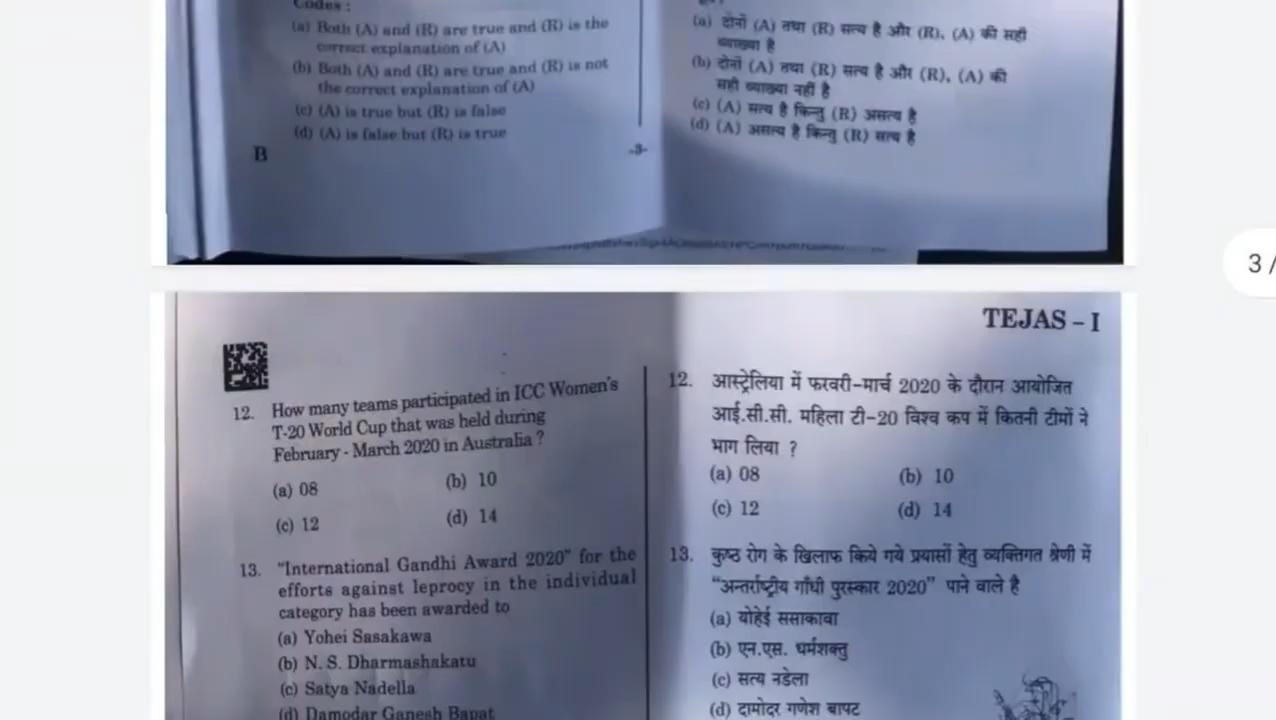 Codes :
(a) Both (A) and (R) are true and (R) is the
correct explanation of (A)
(b) Both (A) and (R) are true and (R) is not
the correct explanation of (A)
(c) (A) is true but (R) is false
(d) (A) is false but (R) is true
B
-3-
(a) दोनों (A) तथा (R) सत्य है और (R), (A) की सही
व्याख्या है
(b) दोनों (A) तथा (R) सत्य है और (R), (A) की
सही व्याख्या नहीं है
(c) (A) सत्य है किन्तु (R) असत्य है
(d) (A) असत्य है किन्तु (R) सत्य है
3 /
TEJAS – I
12. How many teams participated in ICC Women's
T-20 World Cup that was held during
February - March 2020 in Australia ?
(a) 08 (b) 10
(c) 12 (d) 14
13. "International Gandhi Award 2020" for the
efforts against leprocy in the individual
category has been awarded to
(a) Yohei Sasakawa
(b) N. S. Dharmashakatu
(c) Satya Nadella
(d) Damodar Ganesh Bapat
12. आस्ट्रेलिया में फरवरी-मार्च 2020 के दौरान आयोजित
आई.सी.सी. महिला टी-20 विश्व कप में कितनी टीमों ने
भाग लिया ?
(a) 08 (b) 10
(c) 12 (d) 14
13. कुष्ठ रोग के खिलाफ किये गये प्रयासों हेतु व्यक्तिगत श्रेणी में
"अन्तर्राष्ट्रीय गाँधी पुरस्कार 2020" पाने वाले है
(a) योहेई ससाकावा
(b) एन.एस. धर्मशक्तु
(c) सत्य नडेला
(d) दामोदर गणेश बापट